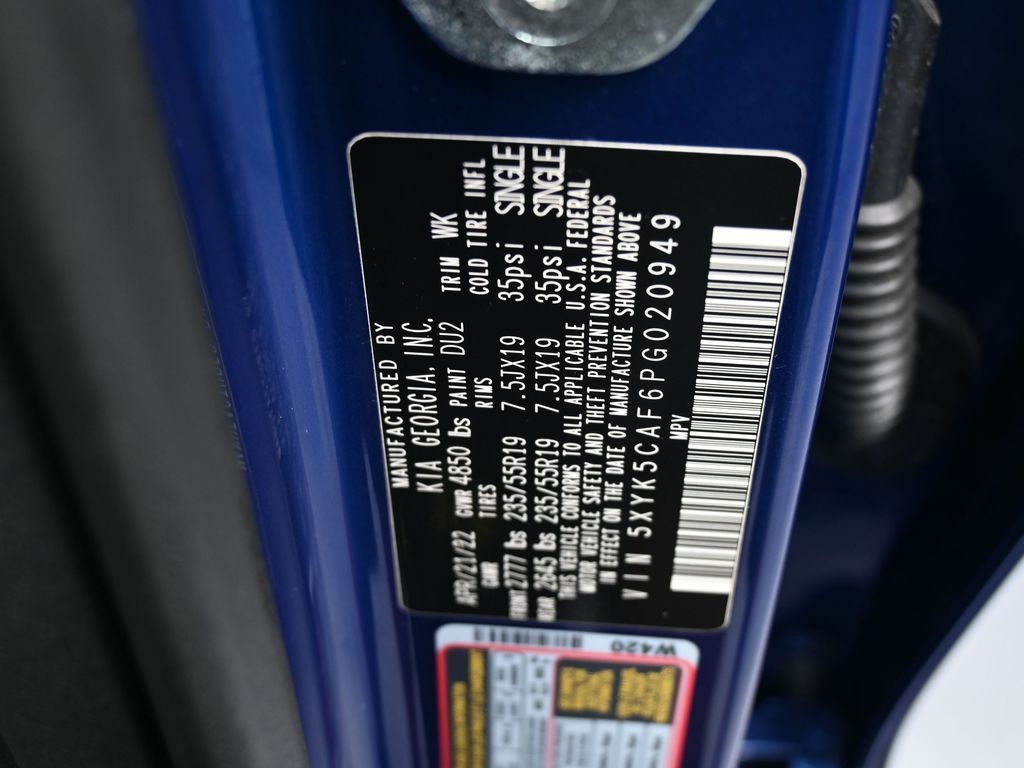 MANUFACTURED BY
KIA GEORGIA, INC.
APR/21/22 GVWR 4850 lbs PAINT DU2 TRIM WK
GAWR TIRES RIMS COLD TIRE INFL
FRONT 2777 lbs 235/55R19 7.5JX19 35psi SINGLE
REAR 2645 lbs 235/55R19 7.5JX19 35psi SINGLE
THIS VEHICLE CONFORMS TO ALL APPLICABLE U.S.A. FEDERAL
MOTOR VEHICLE SAFETY AND THEFT PREVENTION STANDARDS
IN EFFECT ON THE DATE OF MANUFACTURE SHOWN ABOVE
VIN 5XYK5CAF6PG020949
MPV
W420